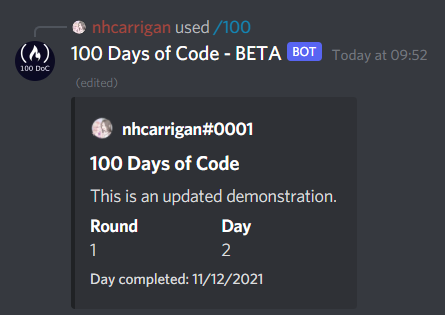 nhcarrigan used /100
100 Days of Code - BETA BOT Today at 09:52
(🔥)
100 DoC
(edited)
nhcarrigan#0001
100 Days of Code
This is an updated demonstration.
Round Day
1 2
Day completed: 11/12/2021